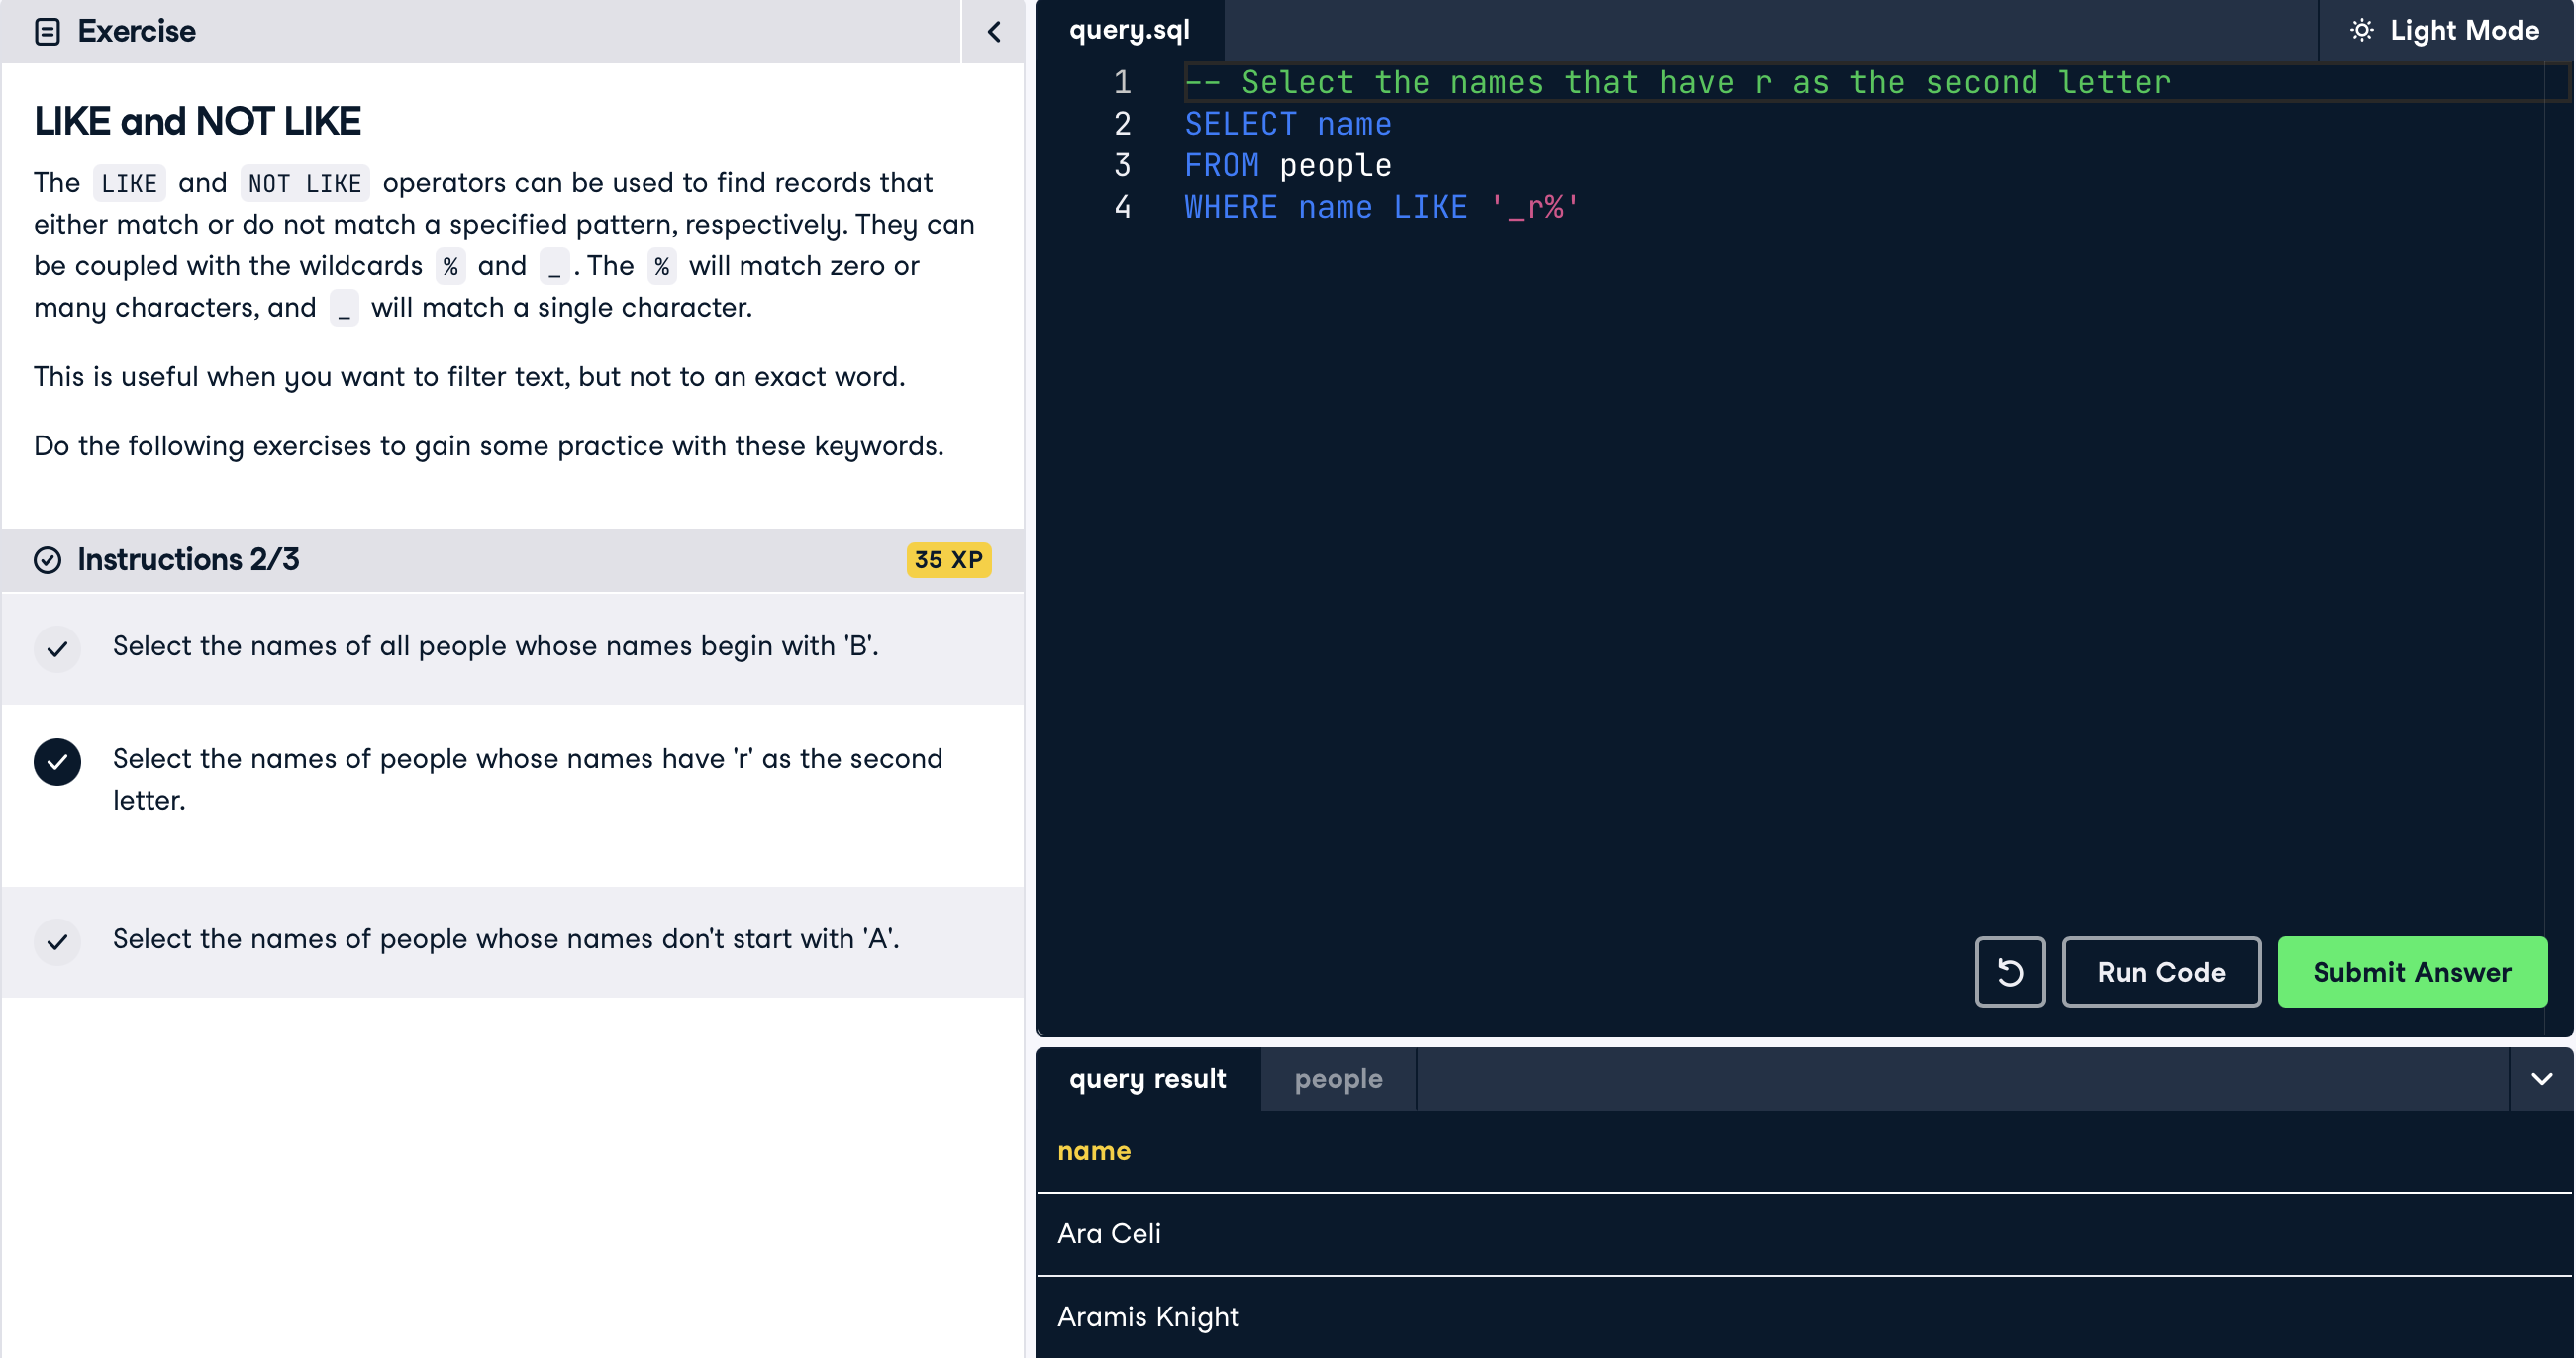 Exercise
LIKE and NOT LIKE
The LIKE and NOT LIKE operators can be used to find records that
either match or do not match a specified pattern, respectively. They can
be coupled with the wildcards % and _. The % will match zero or
many characters, and _ will match a single character.
This is useful when you want to filter text, but not to an exact word.
Do the following exercises to gain some practice with these keywords.
Instructions 2/3
35 XP
Select the names of all people whose names begin with 'B'.
Select the names of people whose names have 'r' as the second
letter.
Select the names of people whose names don't start with 'A'.
query.sql
Light Mode
1 -- Select the names that have r as the second letter
2 SELECT name
3 FROM people
4 WHERE name LIKE '_r%'
Run Code
Submit Answer
query result
people
name
Ara Celi
Aramis Knight